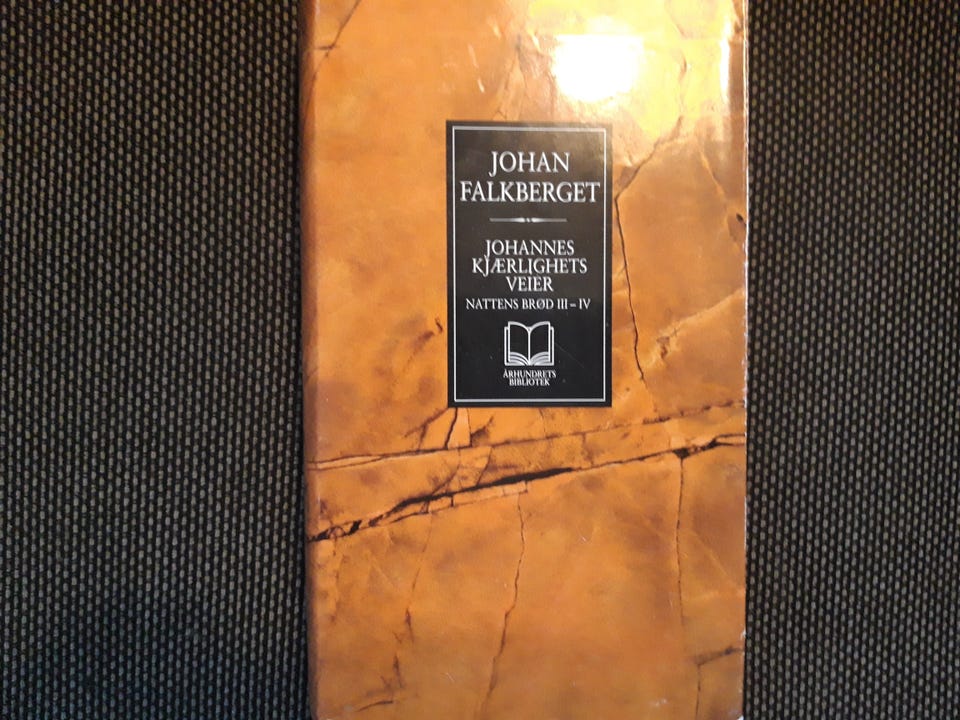 JOHAN
FALKBERGET
JOHANNES
KJÆRLIGHETS
VEIER
NATTENS BRØD III – IV
ÅRHUNDRETS
BIBLIOTEK